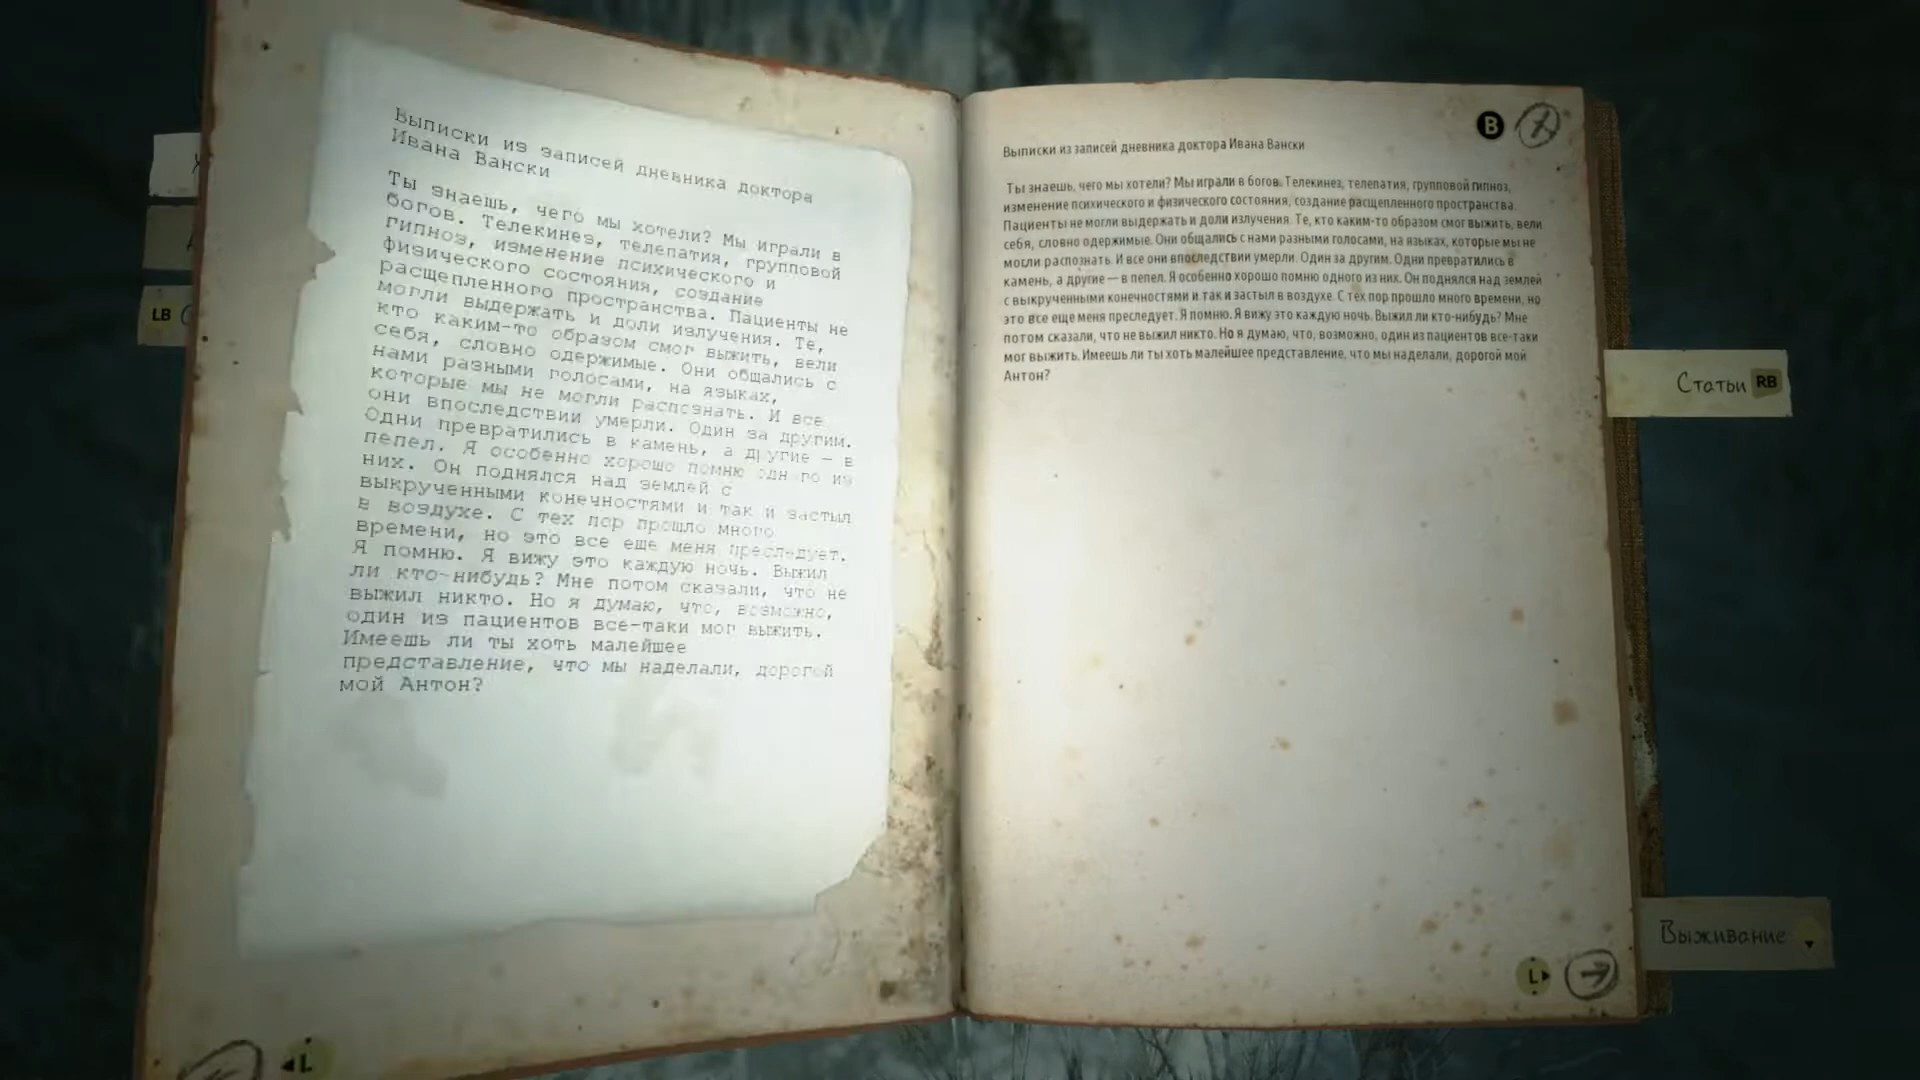 Выписки из записей дневника доктора
Ивана Вански
Ты знаешь, чего мы хотели? Мы играли в
богов. Телекинез, телепатия, групповой
гипноз, изменение психического и
физического состояния, создание
расщепленного пространства. Пациенты не
могли выдержать и доли излучения. Те,
кто каким-то образом смог выжить, вели
себя, словно одержимые. Они общались с
нами разными голосами, на языках,
которые мы не могли распознать. И все
они впоследствии умерли. Один за другим.
Одни превратились в камень, а другие — в
пепел. Я особенно хорошо помню одного из
них. Он поднялся над землей с
выкрученными конечностями и так и застыл
в воздухе. С тех пор прошло много
времени, но это все еще меня преследует.
Я помню. Я вижу это каждую ночь. Выжил
ли кто-нибудь? Мне потом сказали, что не
выжил никто. Но я думаю, что, возможно,
один из пациентов все-таки мог выжить.
Имеешь ли ты хоть малейшее
представление, что мы наделали, дорогой
мой Антон?
LB
L
B
Выписки из записей дневника доктора Ивана Вански
Ты знаешь, чего мы хотели? Мы играли в богов. Телекинез, телепатия, групповой гипноз,
изменение психического и физического состояния, создание расщепленного пространства.
Пациенты не могли выдержать и доли излучения. Те, кто каким-то образом смог выжить, вели
себя, словно одержимые. Они общались с нами разными голосами, на языках, которые мы не
могли распознать. И все они впоследствии умерли. Один за другим. Одни превратились в
камень, а другие — в пепел. Я особенно хорошо помню одного из них. Он поднялся над землей
с выкрученными конечностями и так и застыл в воздухе. С тех пор прошло много времени, но
это все еще меня преследует. Я помню. Я вижу это каждую ночь. Выжил ли кто-нибудь? Мне
потом сказали, что не выжил никто. Но я думаю, что, возможно, один из пациентов все-таки
мог выжить. Имеешь ли ты хоть малейшее представление, что мы наделали, дорогой мой
Антон?
Статьи RB
Выживание
L